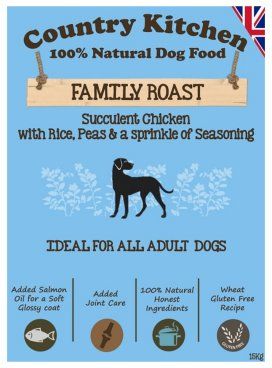 Country Kitchen
100% Natural Dog Food
FAMILY ROAST
Succulent Chicken
with Rice, Peas & a sprinkle of Seasoning
IDEAL FOR ALL ADULT DOGS
Added Salmon
Oil for a Soft
Glossy coat
Added
Joint Care
100% Natural
Honest
Ingredients
Wheat
Gluten Free
Recipe
GLUTEN FREE
15Kg